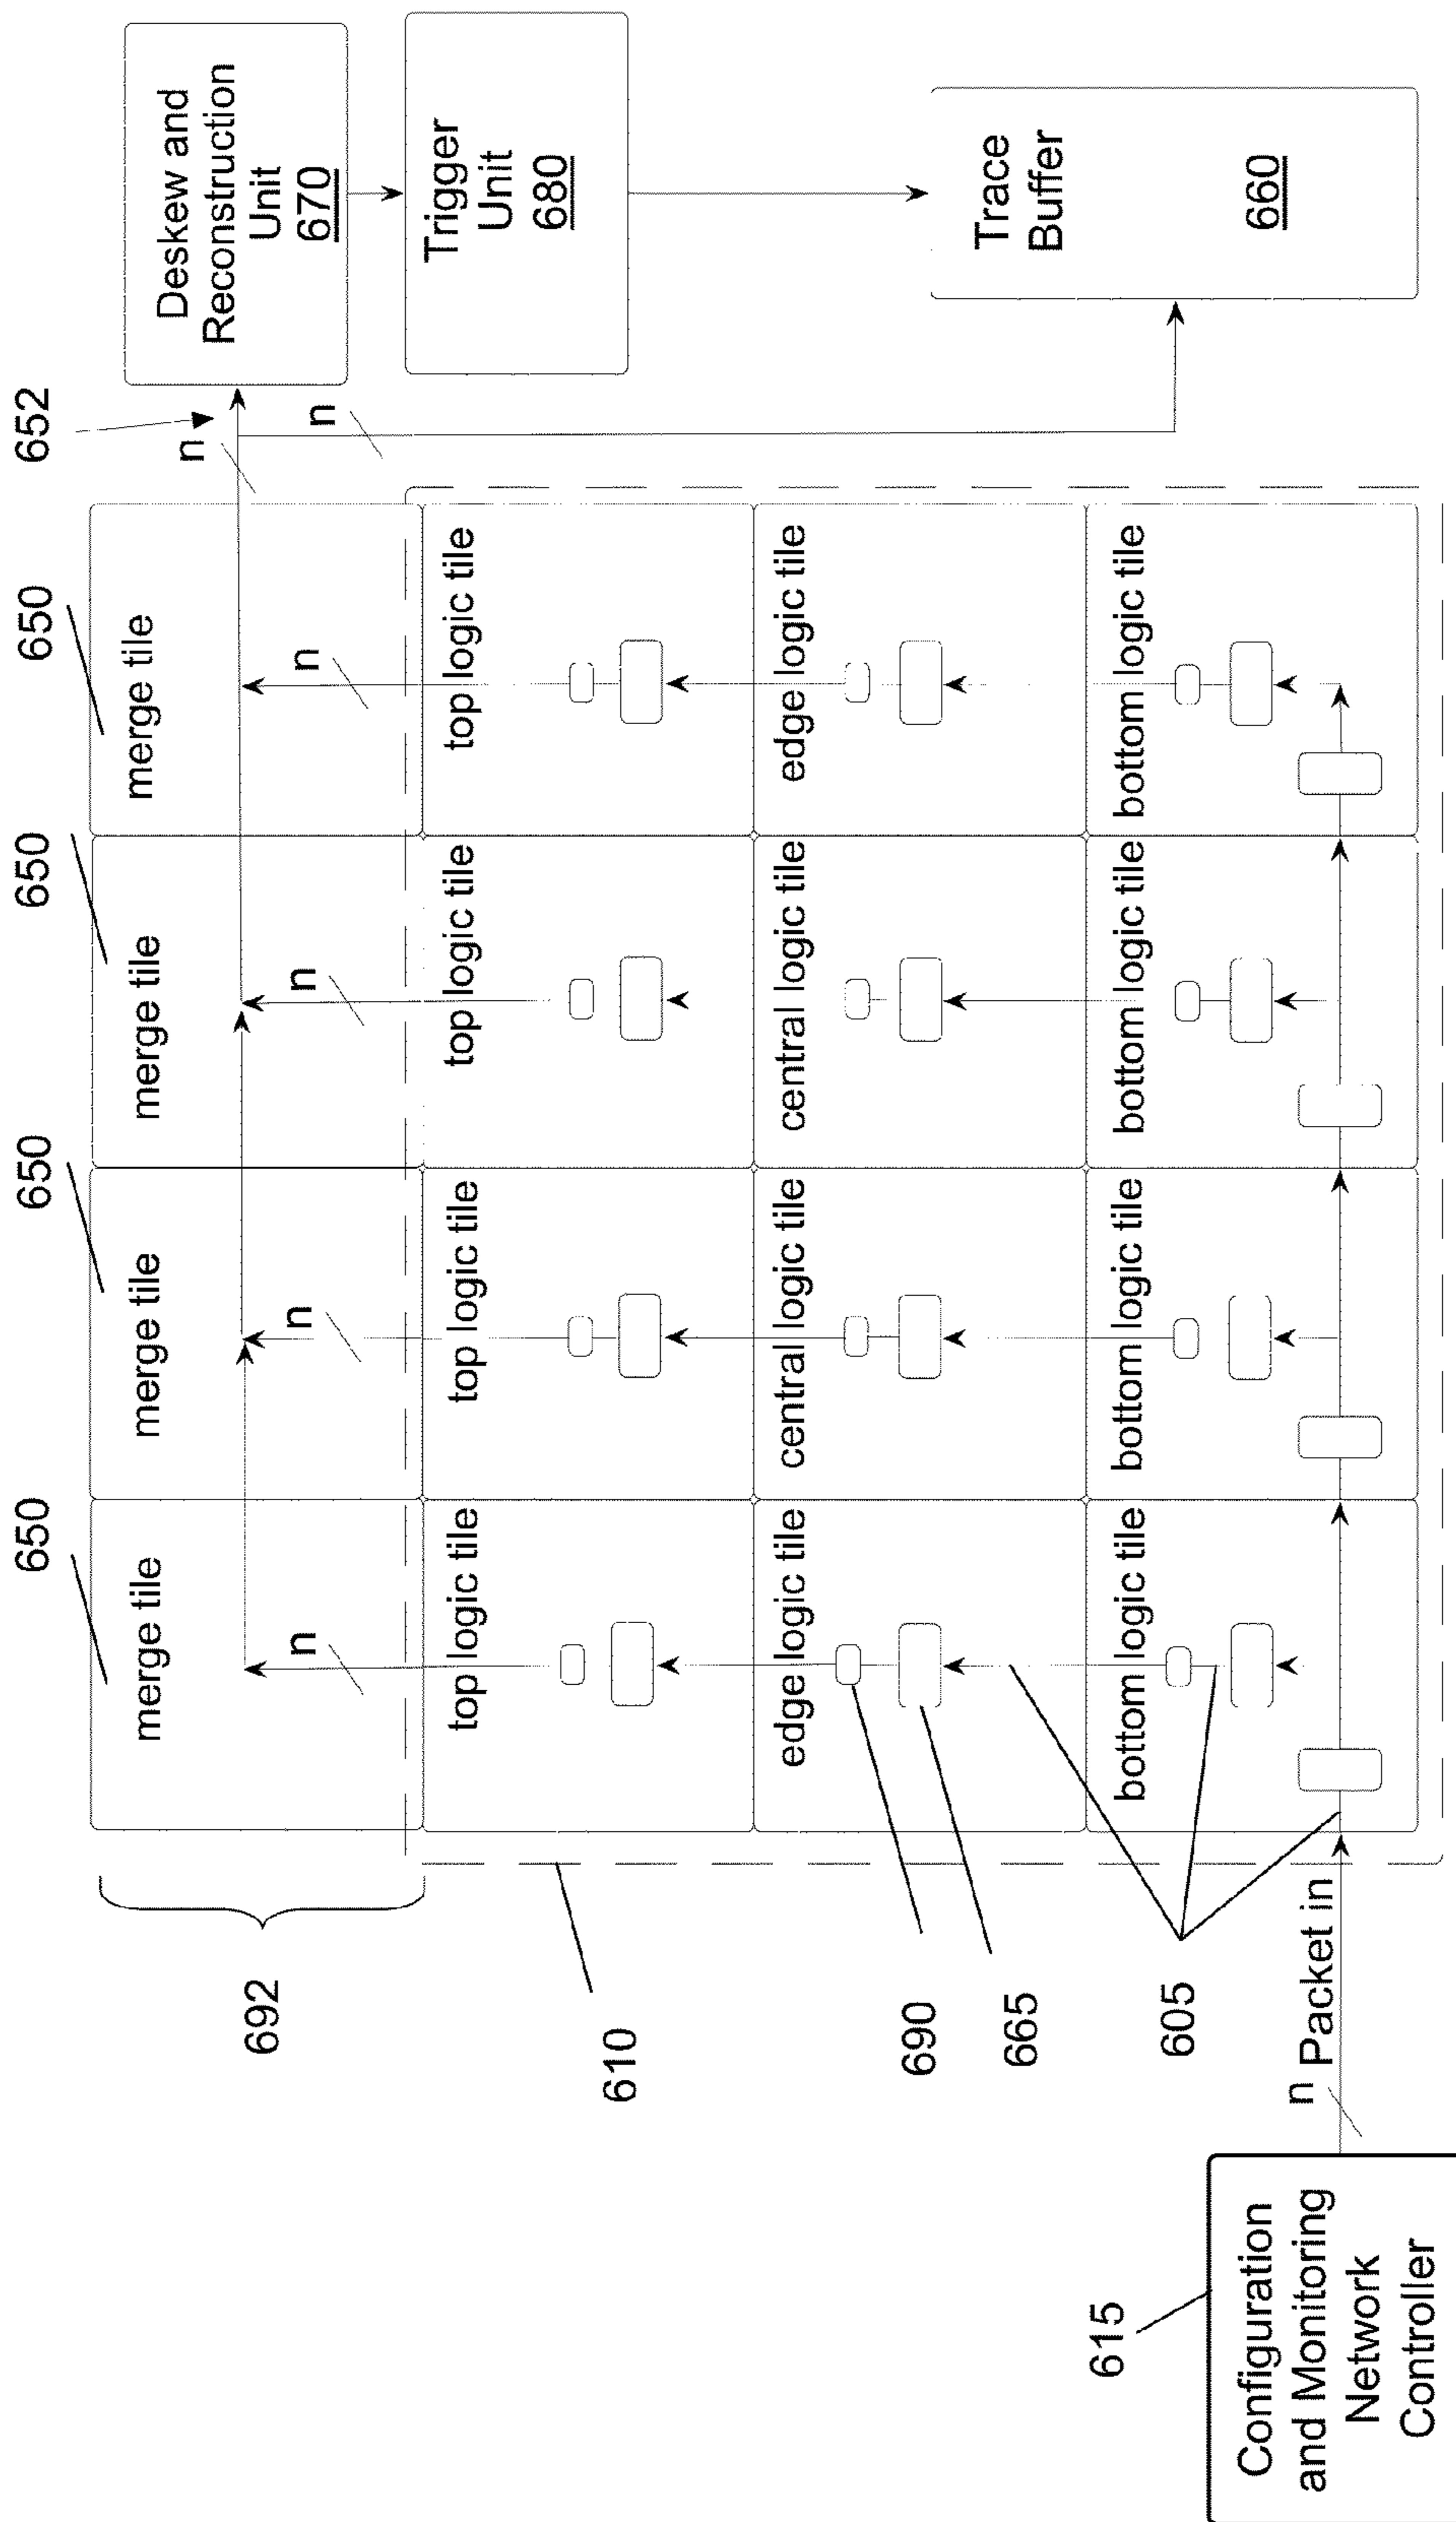 652
650
650
650
650
n
n
Deskew and
Reconstruction
Unit
670
Trigger
Unit
680
Trace
Buffer
660
merge tile
merge tile
merge tile
merge tile
n
n
n
n
top logic tile
top logic tile
top logic tile
top logic tile
edge logic tile
central logic tile
central logic tile
edge logic tile
bottom logic tile
bottom logic tile
bottom logic tile
bottom logic tile
692
610
690
665
605
n
Packet in
615
Configuration
and Monitoring
Network
Controller